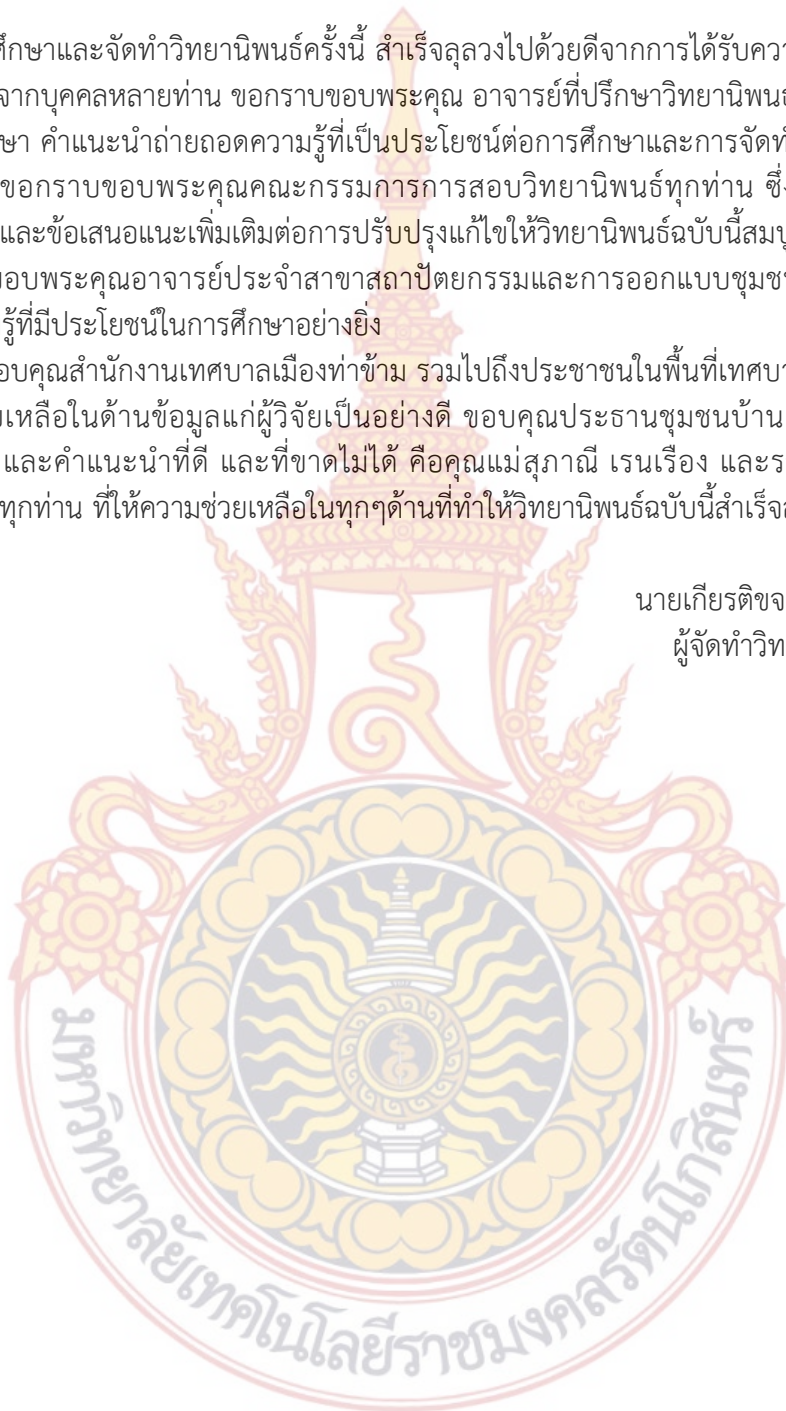 ศึกษาและจัดทำวิทยานิพนธ์ครั้งนี้ สำเร็จลุล่วงไปด้วยดีจากการได้รับควา
จากบุคคลหลายท่าน ขอกราบขอบพระคุณ อาจารย์ที่ปรึกษาวิทยานิพนธ
ษา คำแนะนำถ่ายถอดความรู้ที่เป็นประโยชน์ต่อการศึกษาและการจัดทำ
ขอกราบขอบพระคุณคณะกรรมการการสอบวิทยานิพนธ์ทุกท่าน ซึ่ง
และข้อเสนอแนะเพิ่มเติมต่อการปรับปรุงแก้ไขให้วิทยานิพนธ์ฉบับนี้สมบู
ขอบพระคุณอาจารย์ประจำสาขาสถาปัตยกรรมและการออกแบบชุมชน
รู้ที่มีประโยชน์ในการศึกษาอย่างยิ่ง
อบคุณสำนักงานเทศบาลเมืองท่าข้าม รวมไปถึงประชาชนในพื้นที่เทศบา
ยเหลือในด้านข้อมูลแก่ผู้วิจัยเป็นอย่างดี ขอบคุณประธานชุมชนบ้าน
และคำแนะนำที่ดี และที่ขาดไม่ได้ คือคุณแม่สุภาณี เรนเรือง และร
ทุกท่าน ที่ให้ความช่วยเหลือในทุกๆด้านที่ทำให้วิทยานิพนธ์ฉบับนี้สำเร็จล
นายเกียรติขจ
ผู้จัดทำวิท
มหาวิทยาลัยเทคโนโลยีราชมงคลรัตนโกสินทร์